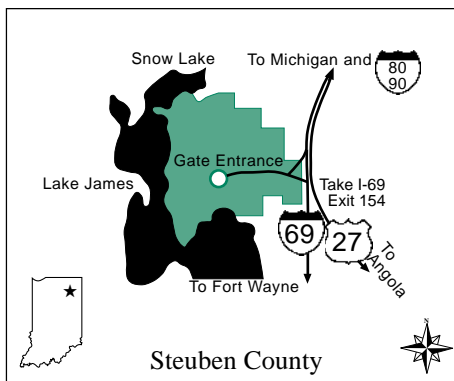 Snow Lake
To Michigan and
80
90
Gate Entrance
Lake James
Take I-69
Exit 154
69
27
To
Angola
To Fort Wayne
Steuben County
N